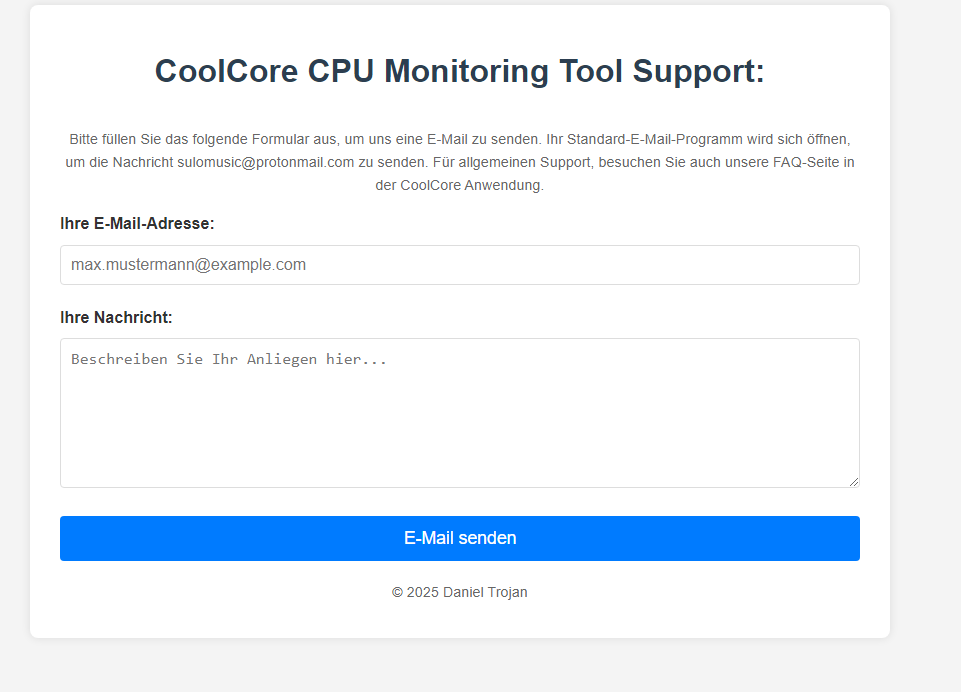 CoolCore CPU Monitoring Tool Support:
Bitte füllen Sie das folgende Formular aus, um uns eine E-Mail zu senden. Ihr Standard-E-Mail-Programm wird sich öffnen,
um die Nachricht sulomusic@protonmail.com zu senden. Für allgemeinen Support, besuchen Sie auch unsere FAQ-Seite in
der CoolCore Anwendung.
Ihre E-Mail-Adresse:
max.mustermann@example.com
Ihre Nachricht:
Beschreiben Sie Ihr Anliegen hier...
E-Mail senden
© 2025 Daniel Trojan